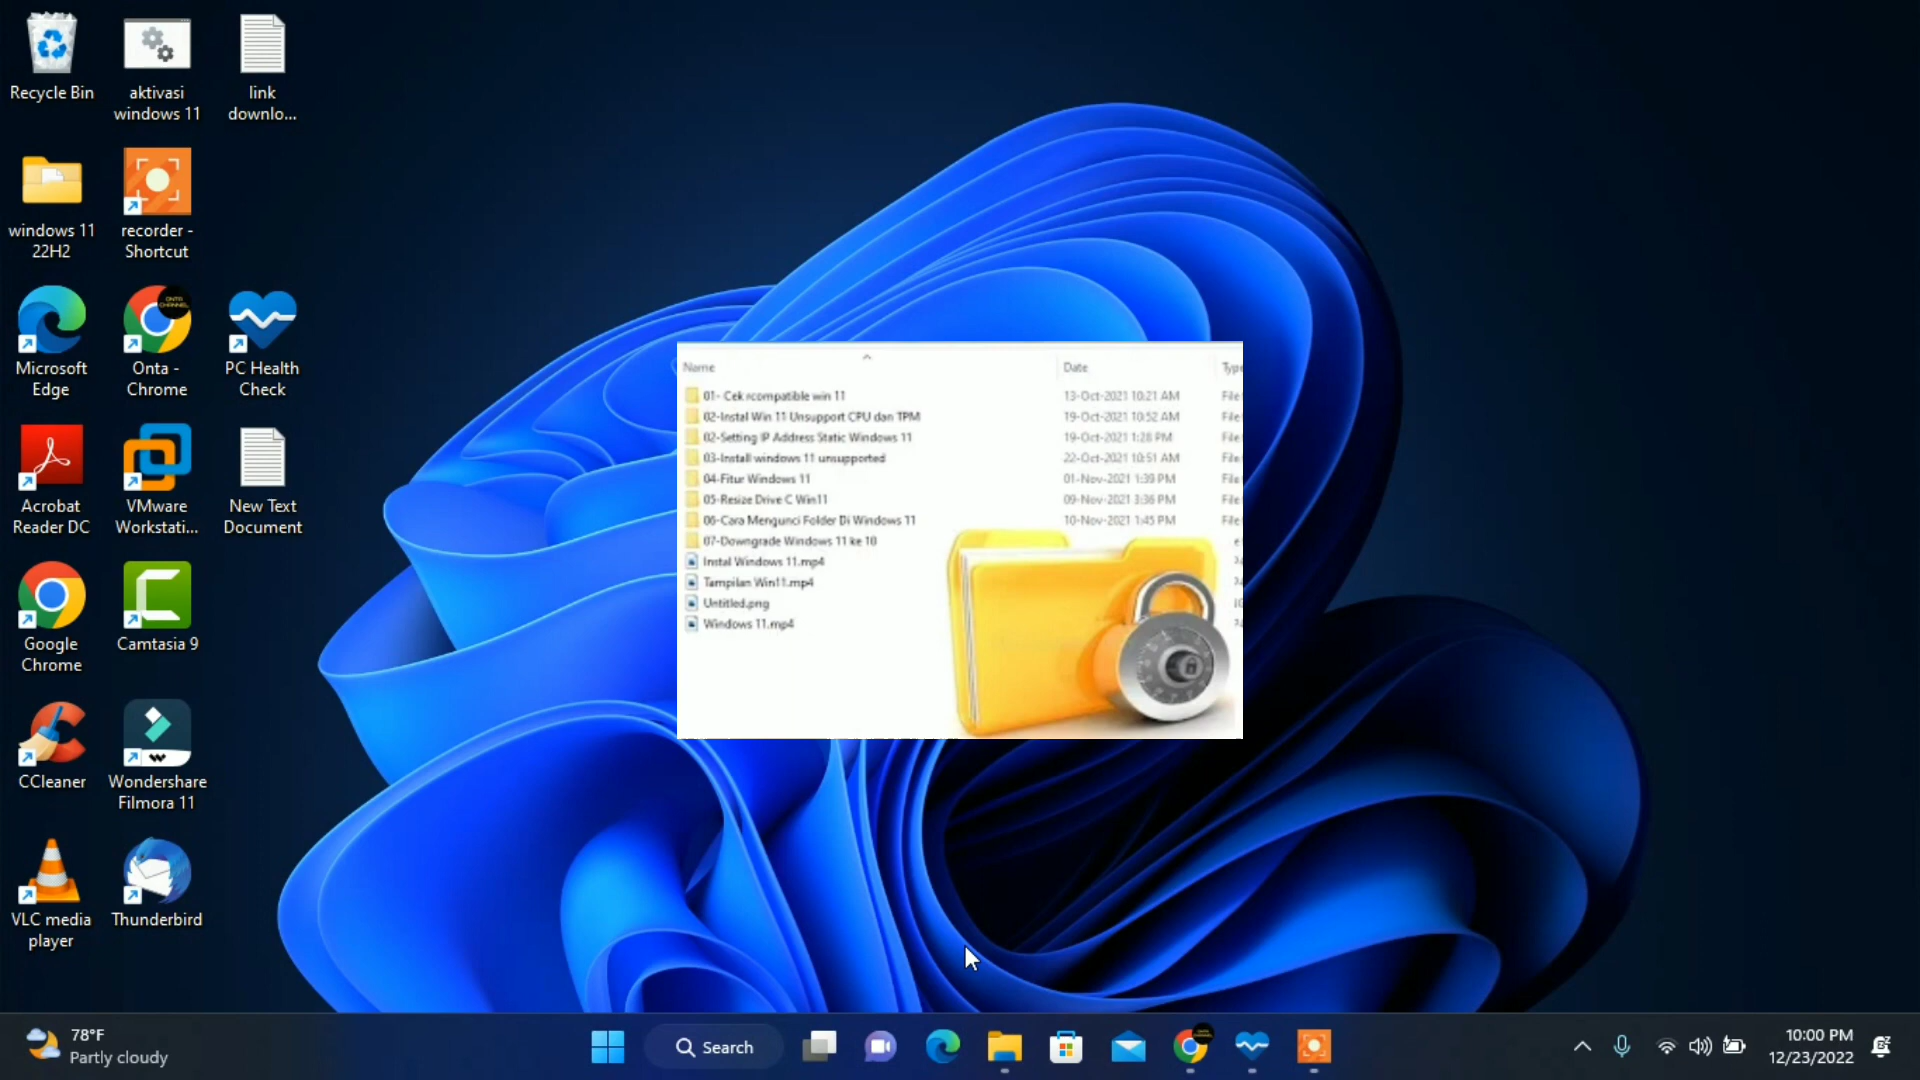 Recycle Bin
aktivasi
windows 11
link
downlo...
windows 11
22H2
recorder -
Shortcut
Microsoft
Edge
ONTA
CHANNEL
Onta -
Chrome
PC Health
Check
Acrobat
Reader DC
VMware
Workstati...
New Text
Document
Google
Chrome
Camtasia 9
CCleaner
Wondershare
Filmora 11
VLC media
player
Thunderbird
Name Date Type
01- Cek rcompatible win 11 13-Oct-2021 10:21 AM File
02-Instal Win 11 Unsupport CPU dan TPM 19-Oct-2021 10:52 AM File
02-Setting IP Address Static Windows 11 19-Oct-2021 1:28 PM File
03-Install windows 11 unsupported 22-Oct-2021 10:51 AM File
04-Fitur Windows 11 01-Nov-2021 1:39 PM File
05-Resize Drive C Win11 09-Nov-2021 3:36 PM File
06-Cara Mengunci Folder Di Windows 11 10-Nov-2021 1:45 PM File
07-Downgrade Windows 11 ke 10
Instal Windows 11.mp4
Tampilan Win11.mp4
Untitled.png
Windows 11.mp4
78°F
Partly cloudy
Search
10:00 PM
12/23/2022